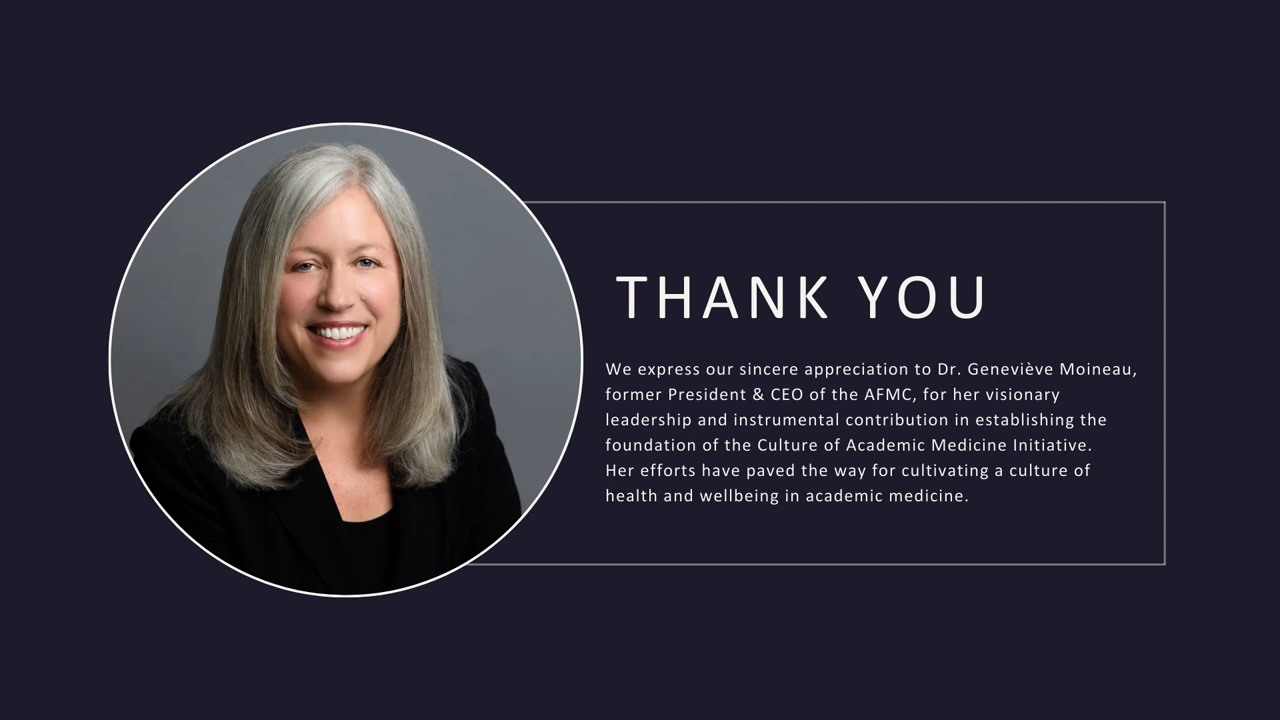 THANK YOU
We express our sincere appreciation to Dr. Geneviève Moineau,
former President & CEO of the AFMC, for her visionary
leadership and instrumental contribution in establishing the
foundation of the Culture of Academic Medicine Initiative.
Her efforts have paved the way for cultivating a culture of
health and wellbeing in academic medicine.